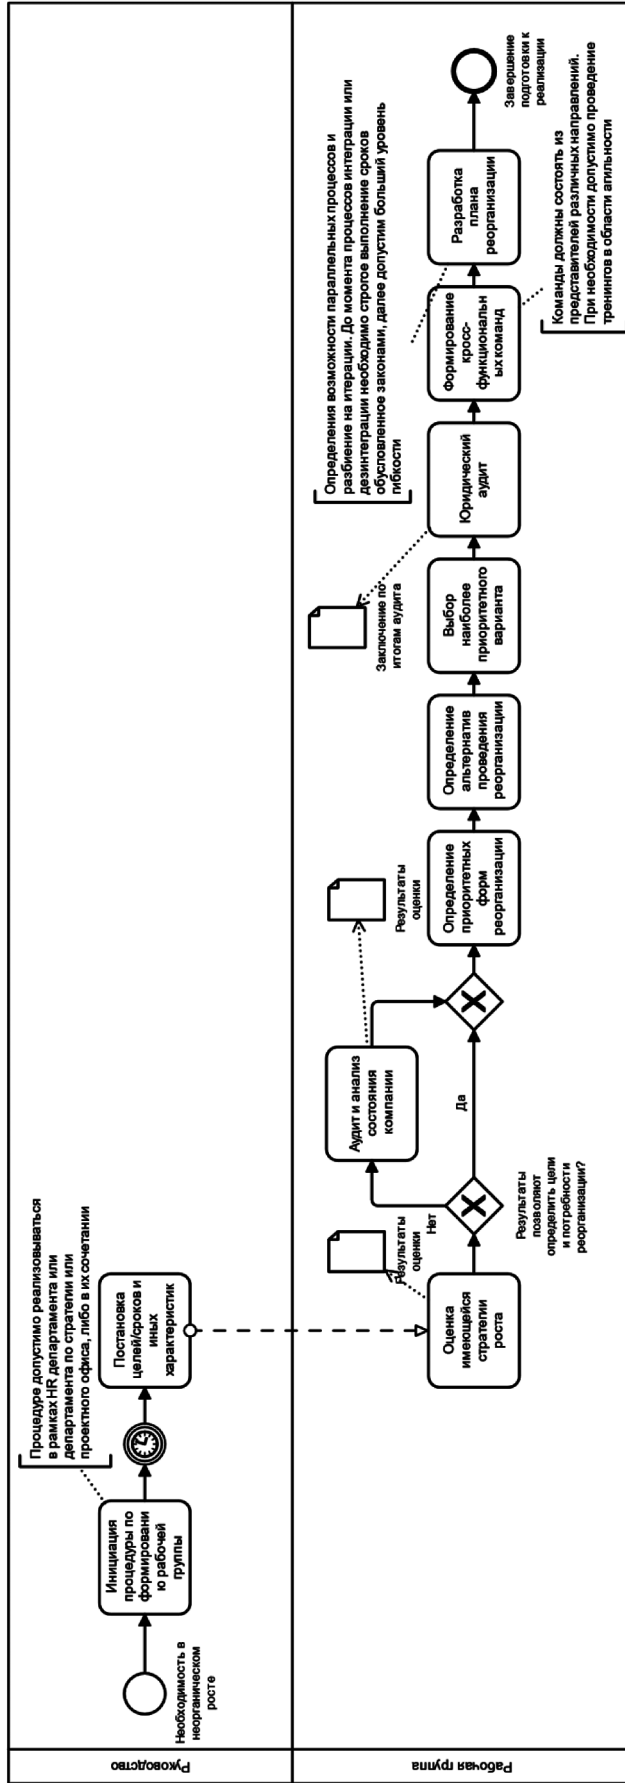 Руководство
Необходимость в
неорганическом
росте
Инициация
процедуры по
формировани
ю рабочей
группы
Процедуре допустимо реализовываться
в рамках HR департамента или
департамента по стратегии или
проектного офиса, либо в их сочетании
Постановка
целей/сроков и
иных
характеристик
Рабочая группа
Оценка
имеющейся
стратегии
роста
Результаты
оценки
Результаты
позволяют
определить цели
и потребности
реорганизации?
Нет
Да
Аудит и анализ
состояния
компании
Результаты
оценки
Определение
приоритетных
форм
реорганизации
Определение
альтернатив
проведения
реорганизации
Выбор
наиболее
приоритетного
варианта
Заключение по
итогам аудита
Юридический
аудит
Определения возможности параллельных процессов и
разбиение на итерации. До момента процессов интеграции или
дезинтеграции необходимо строгое выполнение сроков
обусловленное законами, далее допустим больший уровень
гибкости
Формирование
кросс-
функциональн
ых команд
Команды должны состоять из
представителей различных направлений.
При необходимости допустимо проведение
тренингов в области агильности
Разработка
плана
реорганизации
Завершение
подготовки к
реализации